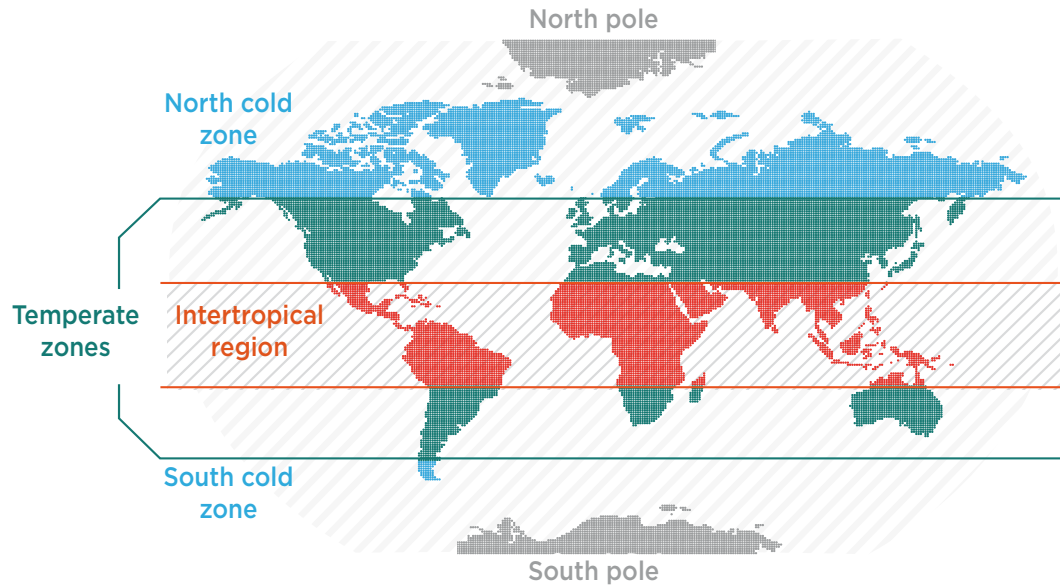 North pole
North cold
zone
Temperate
zones
Intertropical
region
South cold
zone
South pole